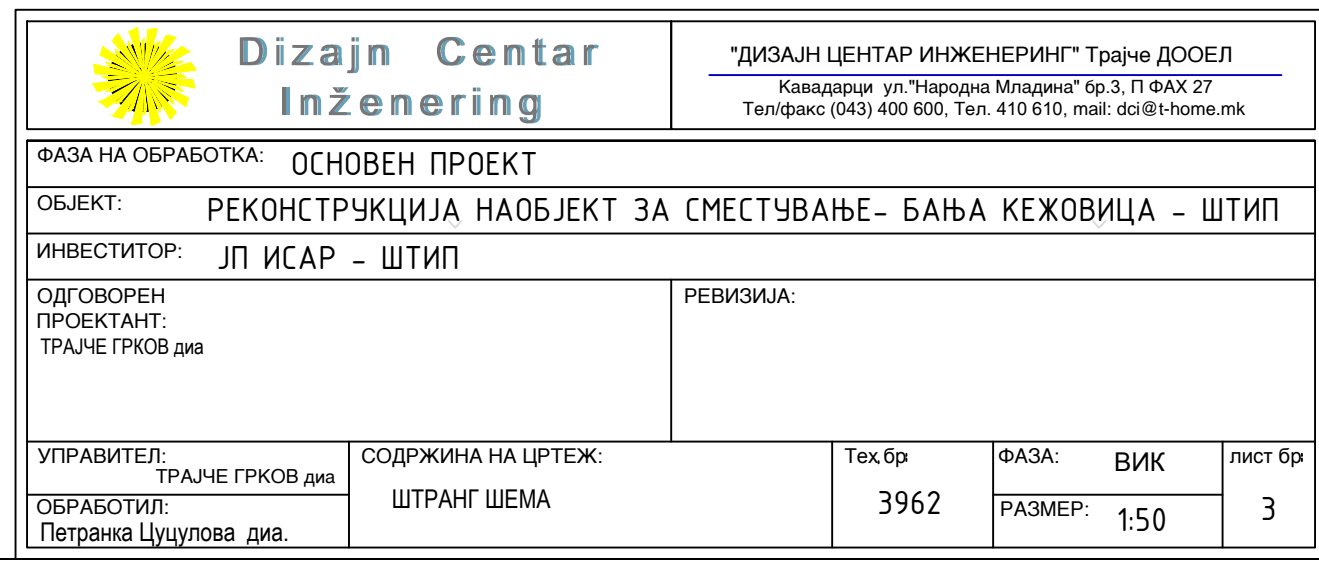 Dizajn Centar
Inženering
"ДИЗАЈН ЦЕНТАР ИНЖЕНЕРИНГ" Трајче ДООЕЛ
Кавадарци ул."Народна Младина" бр.3, П ФАХ 27
Тел/факс (043) 400 600, Тел. 410 610, mail: dci@t-home.mk
ФАЗА НА ОБРАБОТКА: ОСНОВЕН ПРОЕКТ
ОБЈЕКТ: РЕКОНСТРУКЦИЈА НАОБЈЕКТ ЗА СМЕСТУВАЊЕ- БАЊА КЕЖОВИЦА - ШТИП
ИНВЕСТИТОР: ЈП ИСАР - ШТИП
ОДГОВОРЕН
ПРОЕКТАНТ:
ТРАЈЧЕ ГРКОВ диа
РЕВИЗИЈА:
УПРАВИТЕЛ:
ТРАЈЧЕ ГРКОВ диа
ОБРАБОТИЛ:
Петранка Цуцулова диа.
СОДРЖИНА НА ЦРТЕЖ:
ШТРАНГ ШЕМА
Тех.бр:
3962
ФАЗА: ВИК
РАЗМЕР: 1:50
лист бр:
3